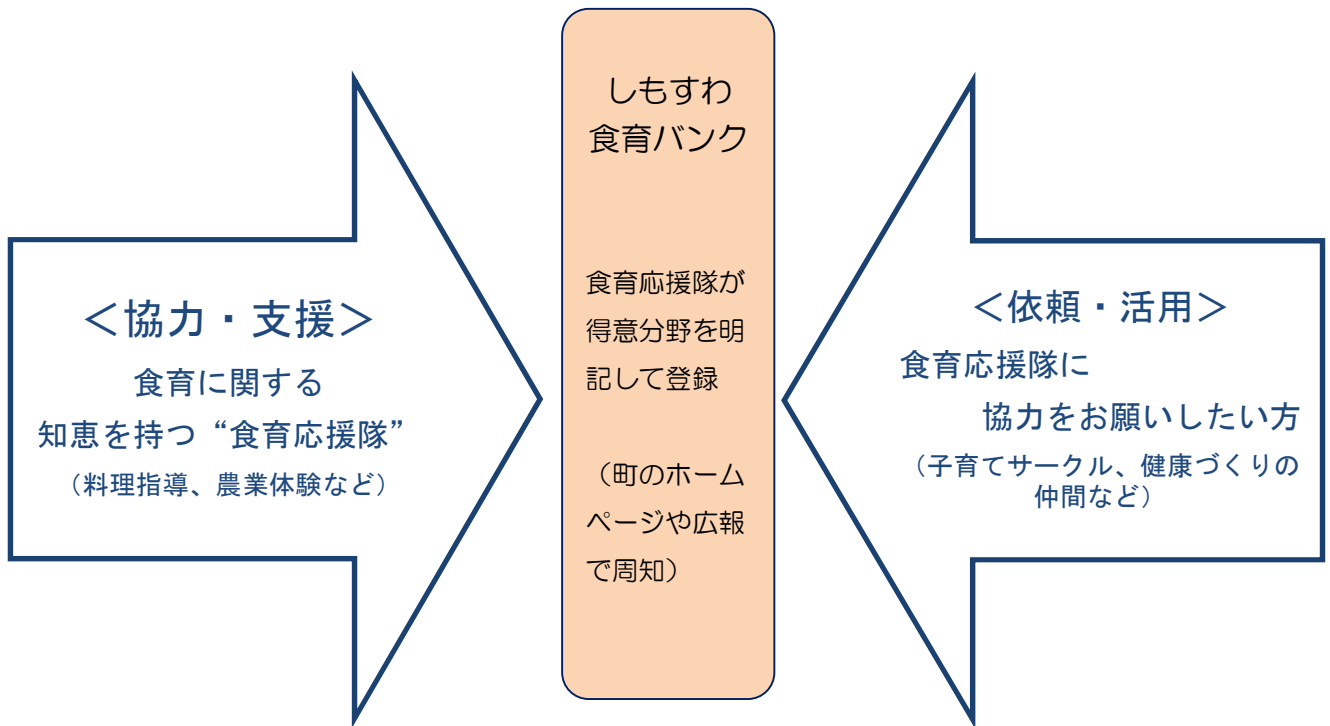 しもすわ
食育バンク
食育応援隊が
得意分野を明
記して登録
（町のホーム
ページや広報
で周知）
＜協力・支援＞
食育に関する
知恵を持つ“食育応援隊”
（料理指導、農業体験など）
＜依頼・活用＞
食育応援隊に
協力をお願いしたい方
（子育てサークル、健康づくりの
仲間など）